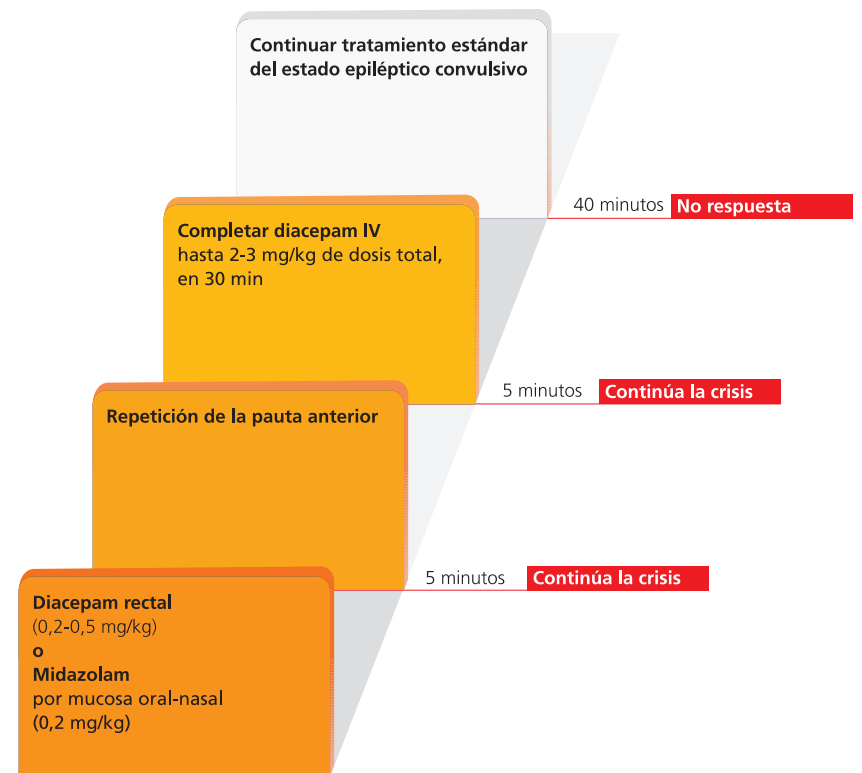 Continuar tratamiento estándar
del estado epiléptico convulsivo
40 minutos No respuesta
Completar diacepam IV
hasta 2-3 mg/kg de dosis total,
en 30 min
5 minutos Continúa la crisis
Repetición de la pauta anterior
5 minutos Continúa la crisis
Diacepam rectal
(0,2-0,5 mg/kg)
o
Midazolam
por mucosa oral-nasal
(0,2 mg/kg)